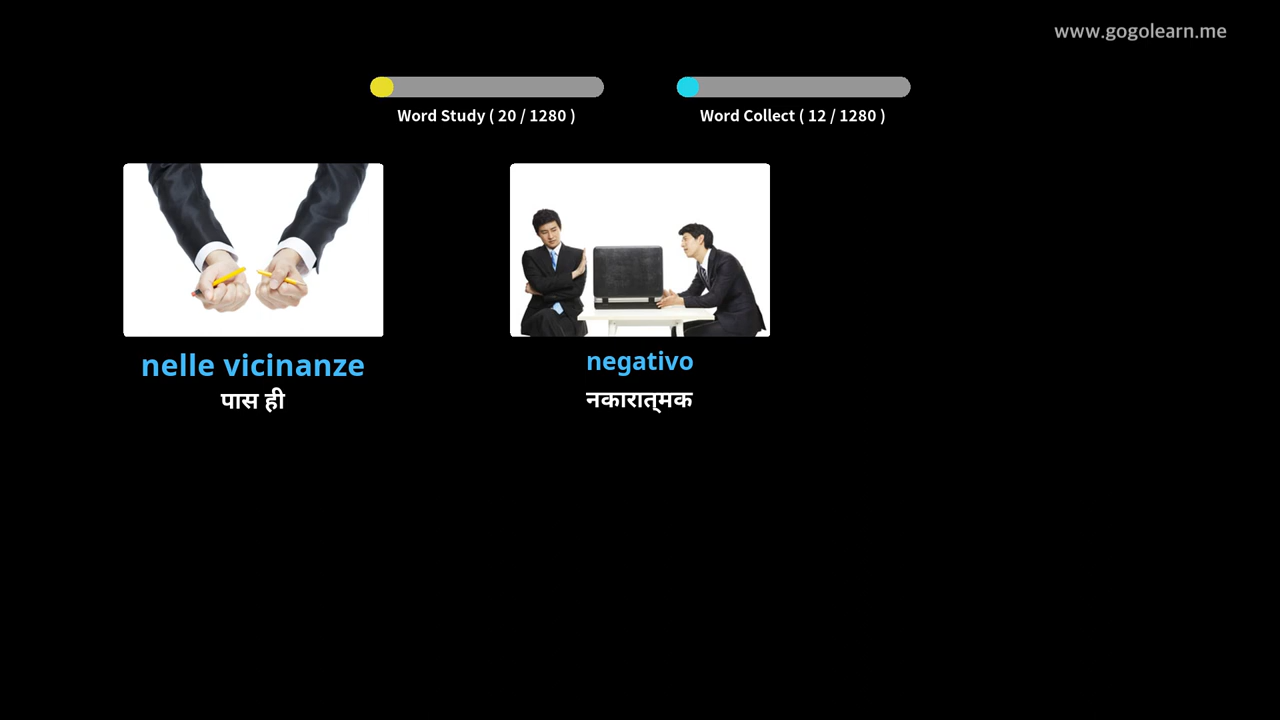 www.gogolearn.me
Word Study ( 20 / 1280 )
Word Collect ( 12 / 1280 )
nelle vicinanze
पास ही
negativo
नकारात्मक